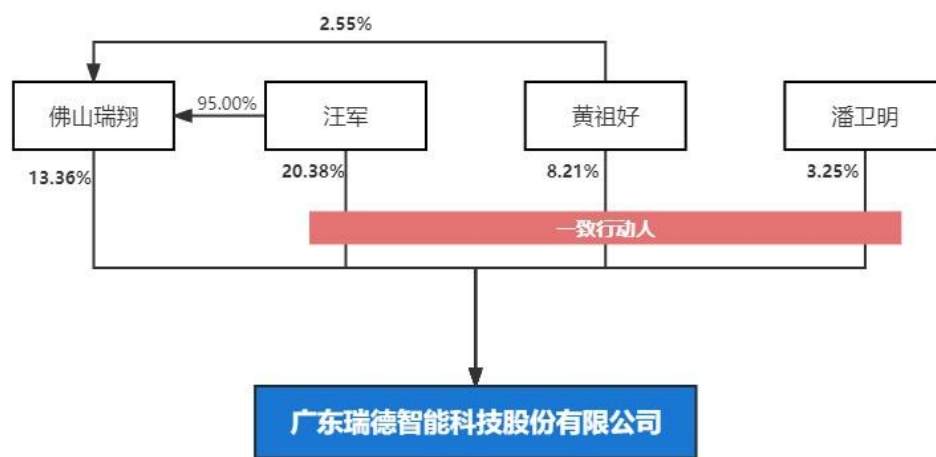 2.55%
佛山瑞翔
95.00%
汪军
黄祖好
潘卫明
13.36%
20.38%
8.21%
3.25%
一致行动人
广东瑞德智能科技股份有限公司